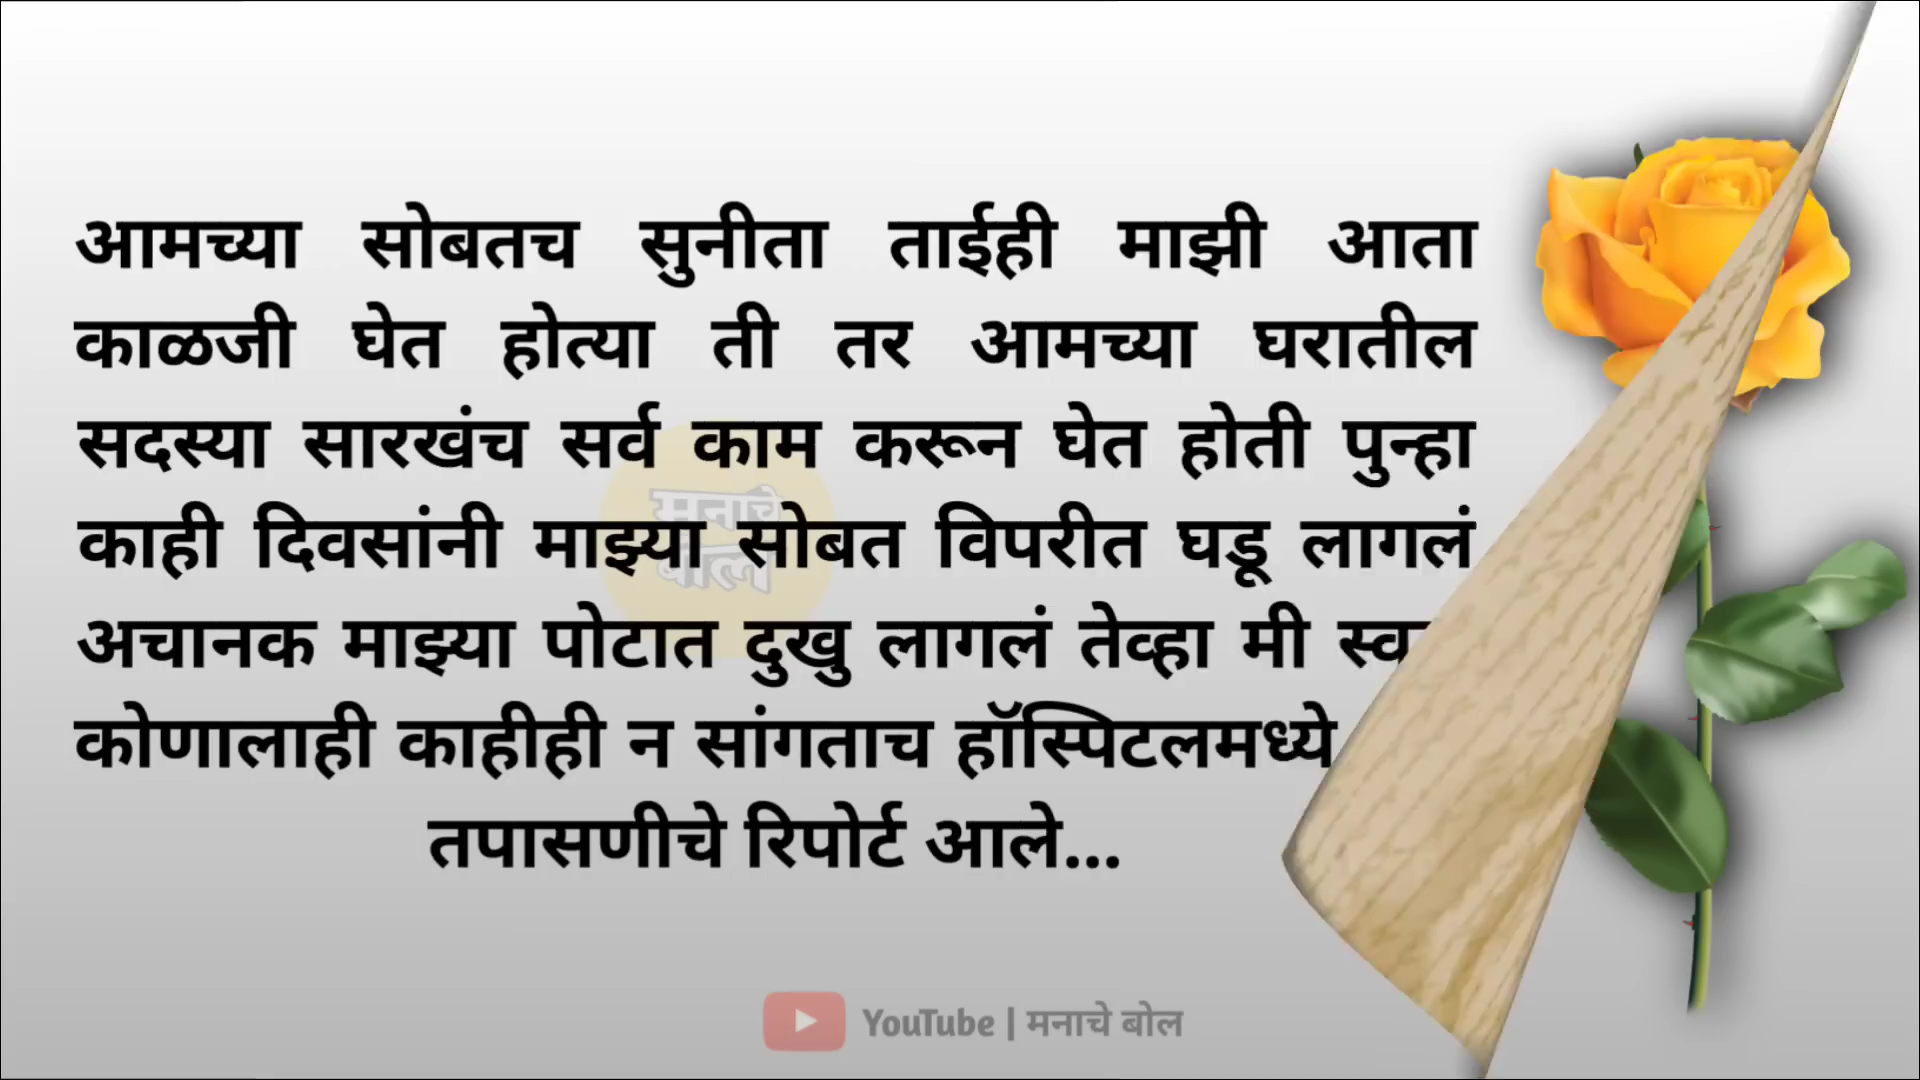 आमच्या सोबतच सुनीता ताईही माझी आता
काळजी घेत होत्या ती तर आमच्या घरातील
सदस्या सारखंच सर्व काम करून घेत होती पुन्हा
काही दिवसांनी माझ्या सोबत विपरीत घडू लागलं
अचानक माझ्या पोटात दुखु लागलं तेव्हा मी
कोणालाही काहीही न सांगताच हॉस्पिटलमध्ये
तपासणीचे रिपोर्ट आले...
मनाचे
बोल
YouTube | मनाचे बोल